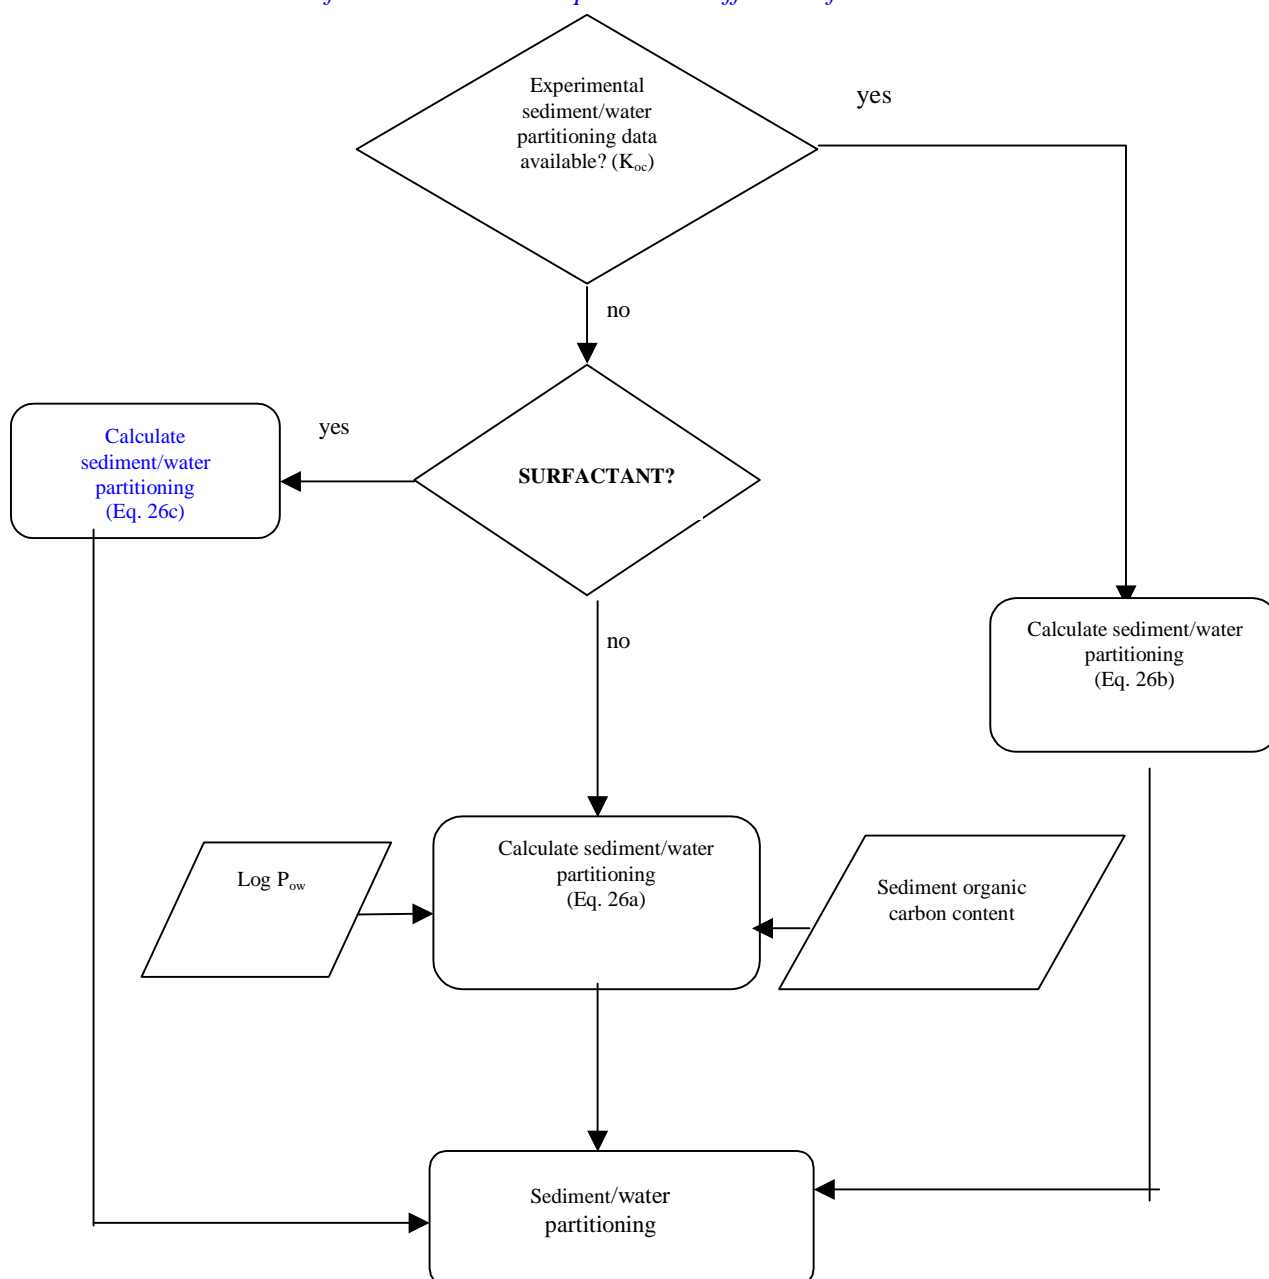 Experimental
sediment/water
partitioning data
available? (Koc)
yes
no
Calculate
sediment/water
partitioning
(Eq. 26c)
yes
SURFACTANT?
no
Calculate sediment/water
partitioning
(Eq. 26b)
Log Pow
Calculate sediment/water
partitioning
(Eq. 26a)
Sediment organic
carbon content
Sediment/water
partitioning